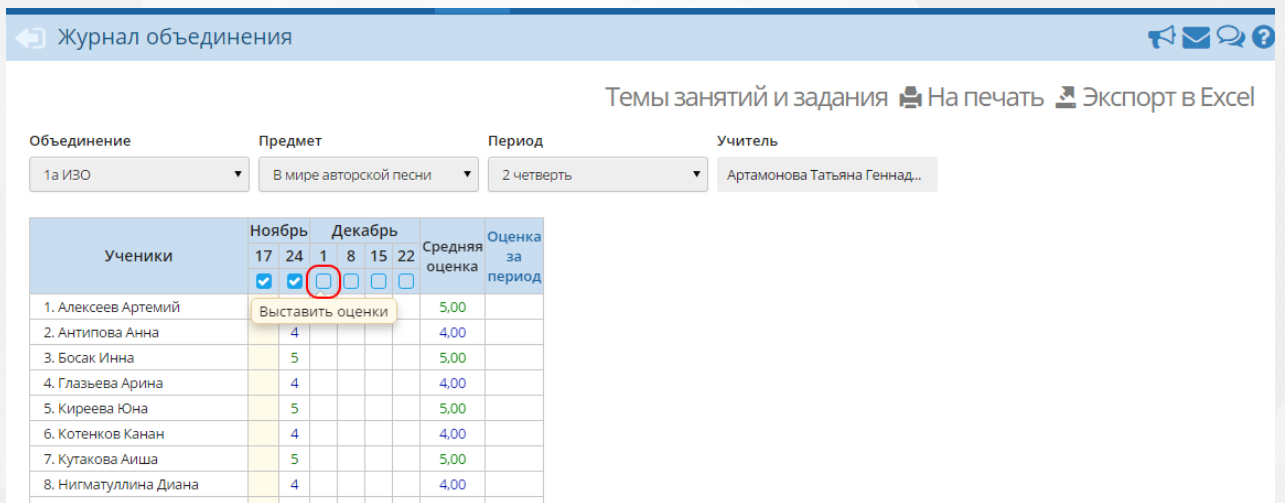 Журнал объединения
Темы занятий и задания На печать Экспорт в Excel
Объединение Предмет Период Учитель
1а ИЗО В мире авторской песни 2 четверть Артамонова Татьяна Геннад...
Ученики Ноябрь Декабрь Средняя оценка Оценка за период
17 24 1 8 15 22
1. Алексеев Артемий 5,00
Выставить оценки
2. Антипова Анна 4 4,00
3. Босак Инна 5 5,00
4. Глазьева Арина 4 4,00
5. Киреева Юна 5 5,00
6. Котенков Канан 4 4,00
7. Кутакова Аиша 5 5,00
8. Нигматуллина Диана 4 4,00